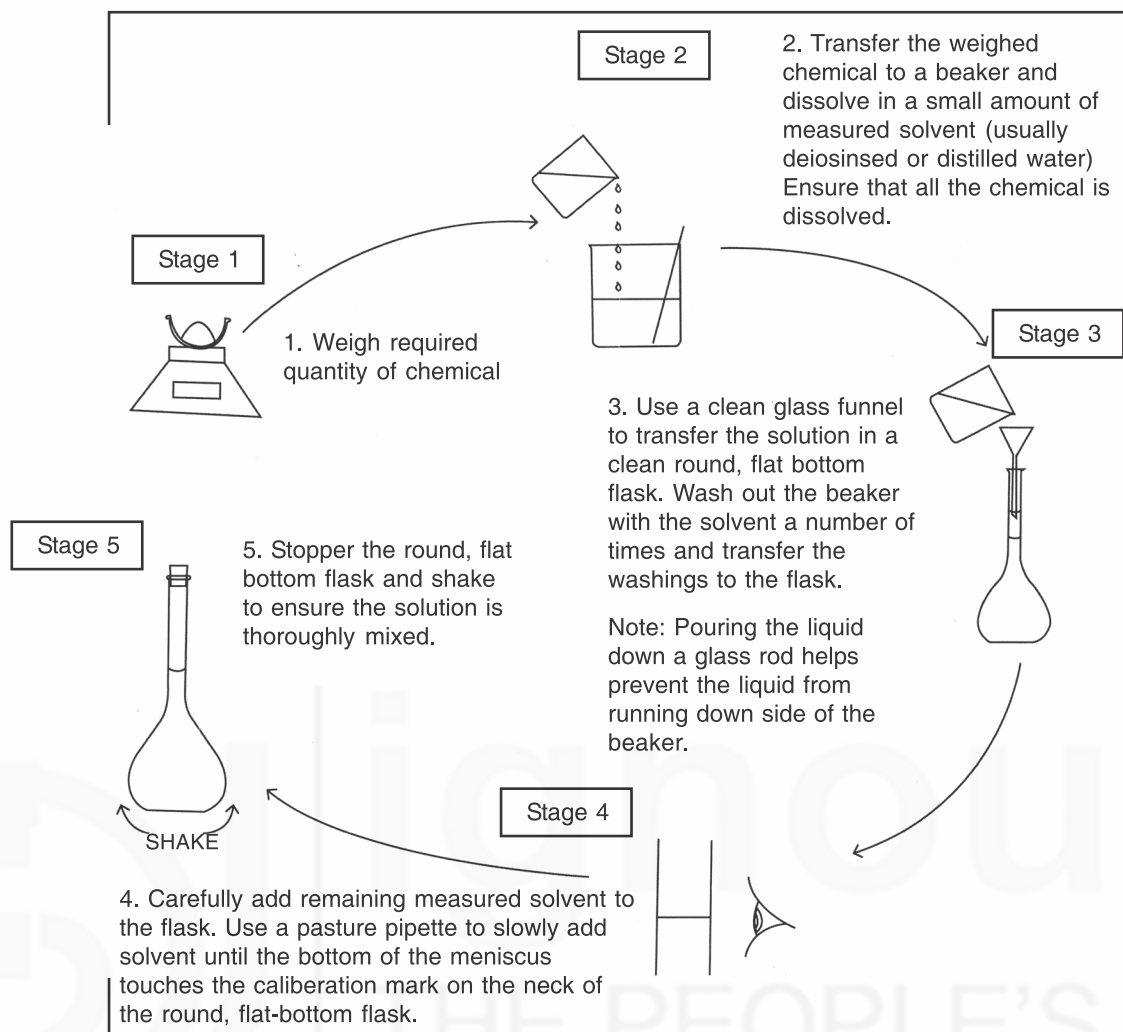 Stage 1
1. Weigh required
quantity of chemical
Stage 2
2. Transfer the weighed
chemical to a beaker and
dissolve in a small amount of
measured solvent (usually
deiosinsed or distilled water)
Ensure that all the chemical is
dissolved.
Stage 3
3. Use a clean glass funnel
to transfer the solution in a
clean round, flat bottom
flask. Wash out the beaker
with the solvent a number of
times and transfer the
washings to the flask.
Note: Pouring the liquid
down a glass rod helps
prevent the liquid from
running down side of the
beaker.
Stage 4
4. Carefully add remaining measured solvent to
the flask. Use a pasture pipette to slowly add
solvent until the bottom of the meniscus
touches the caliberation mark on the neck of
the round, flat-bottom flask.
Stage 5
5. Stopper the round, flat
bottom flask and shake
to ensure the solution is
thoroughly mixed.
SHAKE
ignou
THE PEOPLE'S